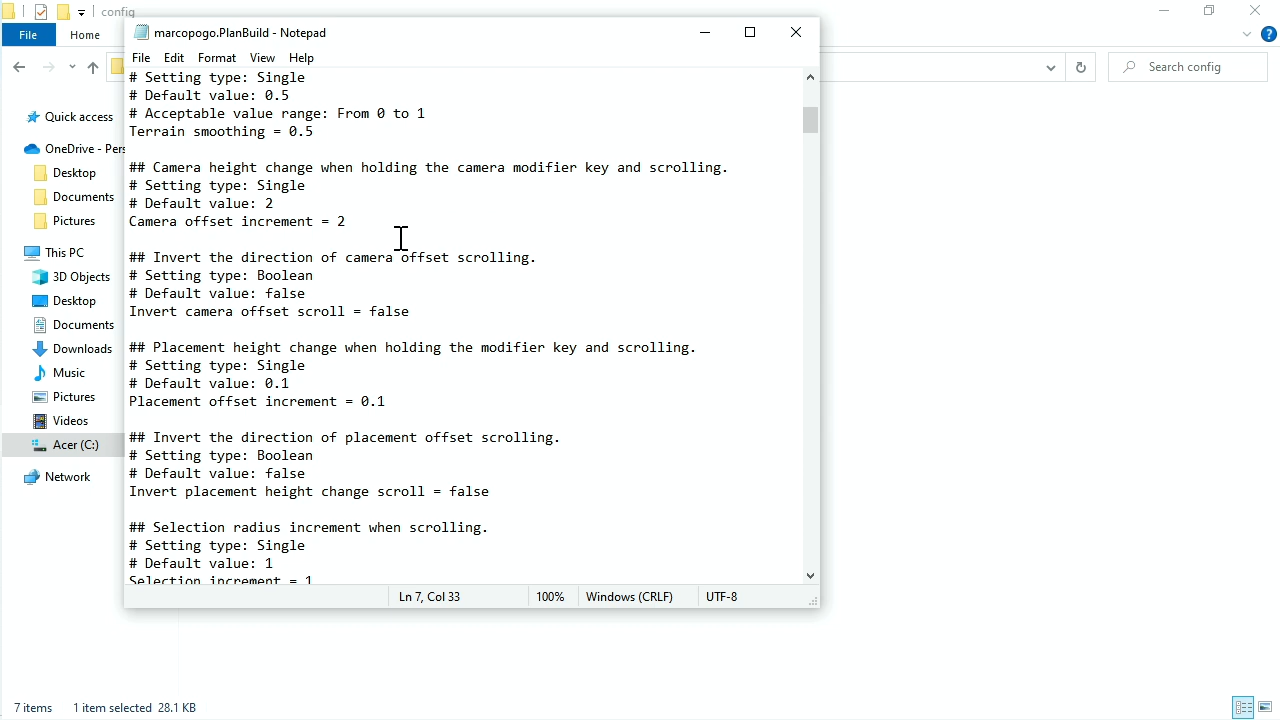 config
File
Home
?
Search config
marcopogo.PlanBuild - Notepad
File Edit Format View Help
Quick access
OneDrive - Pers
Desktop
Documents
Pictures
This PC
3D Objects
Desktop
Documents
Downloads
Music
Pictures
Videos
Acer (C:)
Network
# Setting type: Single
# Default value: 0.5
# Acceptable value range: From 0 to 1
Terrain smoothing = 0.5
## Camera height change when holding the camera modifier key and scrolling.
# Setting type: Single
# Default value: 2
Camera offset increment = 2
## Invert the direction of camera offset scrolling.
# Setting type: Boolean
# Default value: false
Invert camera offset scroll = false
## Placement height change when holding the modifier key and scrolling.
# Setting type: Single
# Default value: 0.1
Placement offset increment = 0.1
## Invert the direction of placement offset scrolling.
# Setting type: Boolean
# Default value: false
Invert placement height change scroll = false
## Selection radius increment when scrolling.
# Setting type: Single
# Default value: 1
Selection increment = 1
Ln 7, Col 33
100%
Windows (CRLF)
UTF-8
7 items 1 item selected 28.1 KB